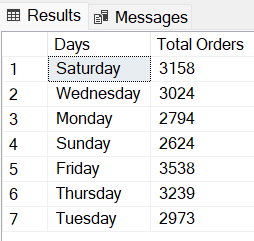 Results Messages
Days Total Orders
1 Saturday 3158
2 Wednesday 3024
3 Monday 2794
4 Sunday 2624
5 Friday 3538
6 Thursday 3239
7 Tuesday 2973